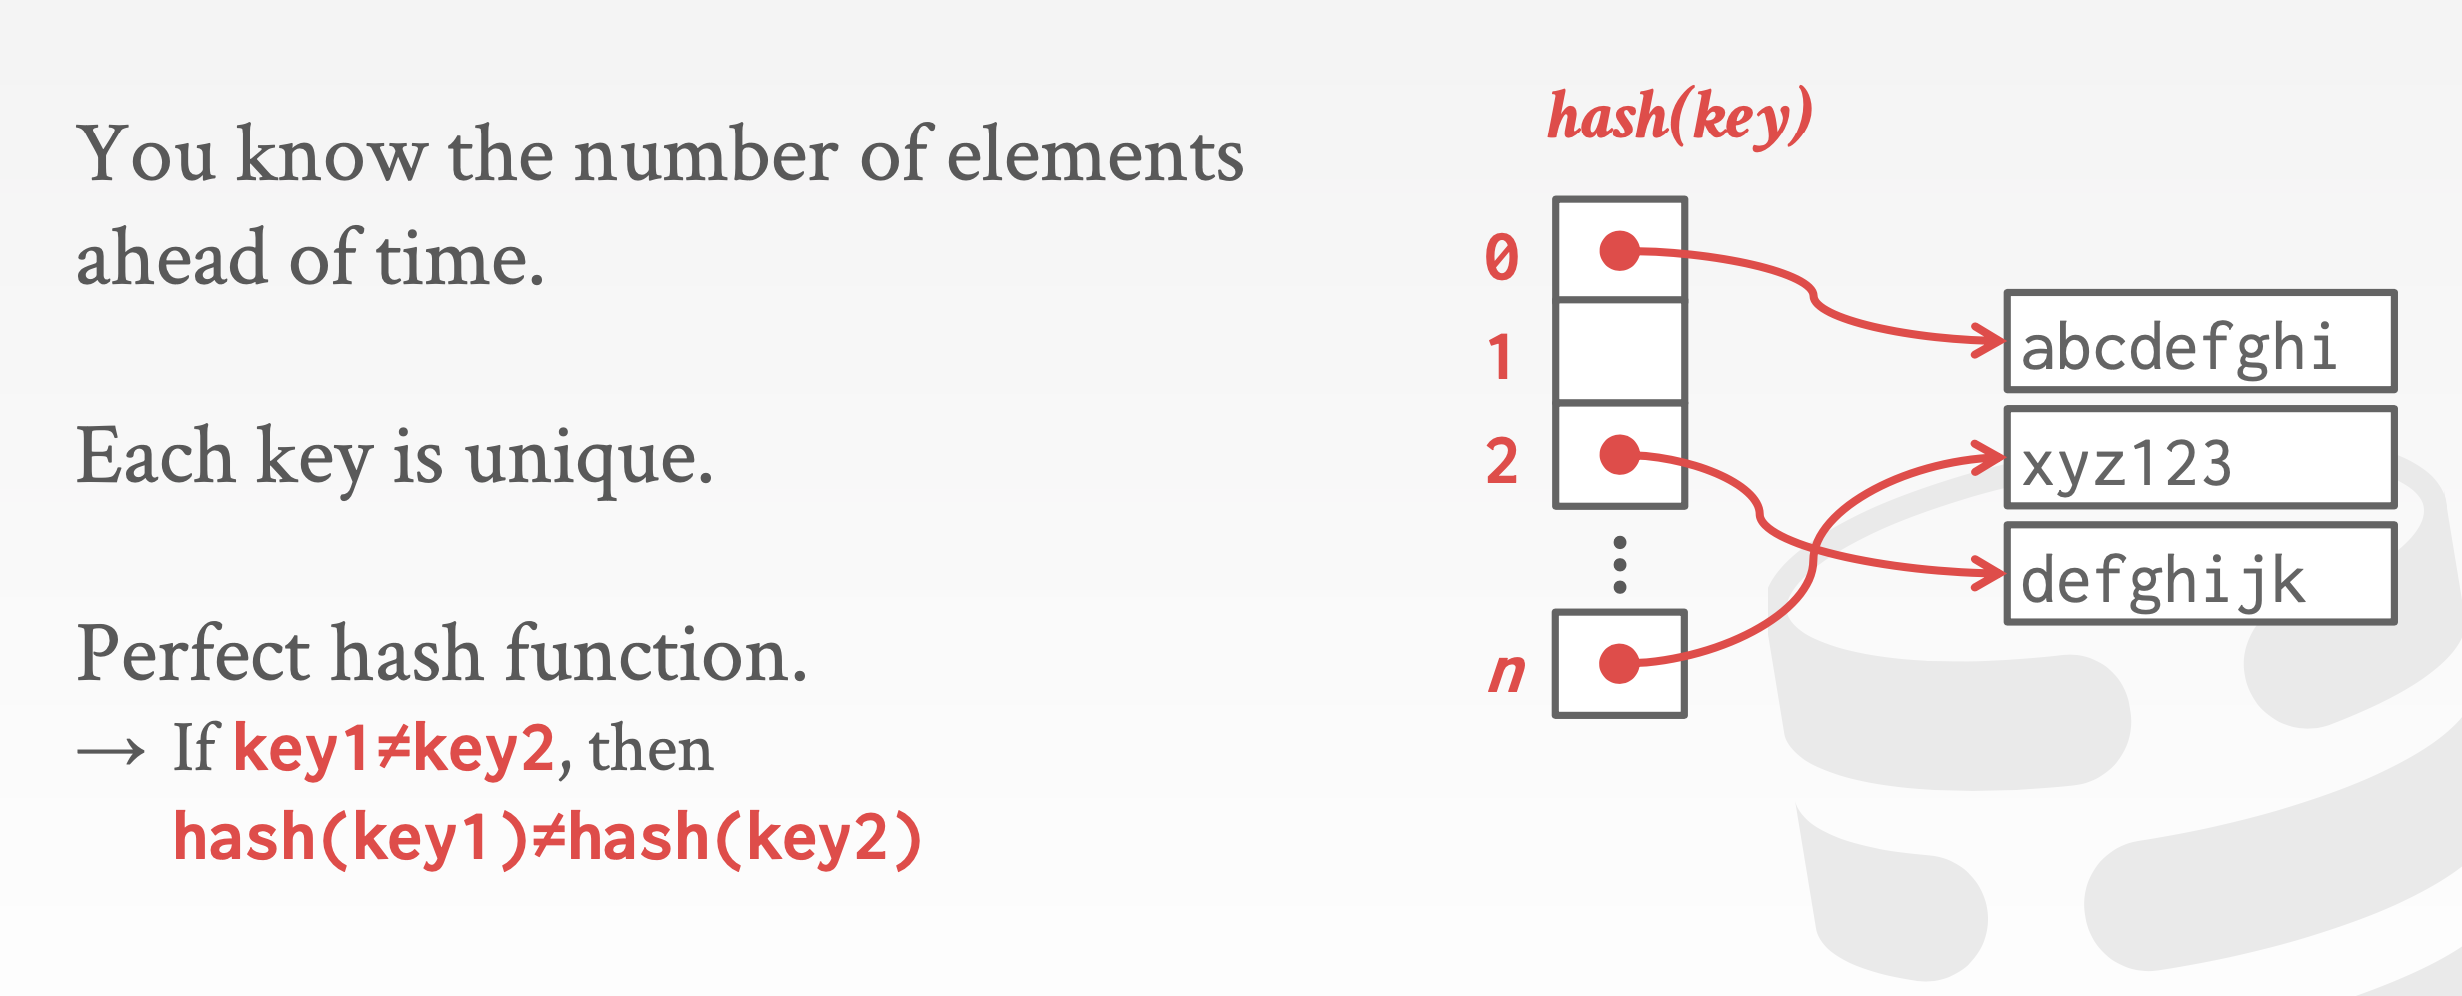 You know the number of elements
ahead of time.
Each key is unique.
Perfect hash function.
→ If key1≠key2, then
hash(key1)≠hash(key2)
hash(key)
0
1
2
⋮
n
abcdefghi
xyz123
defghijk